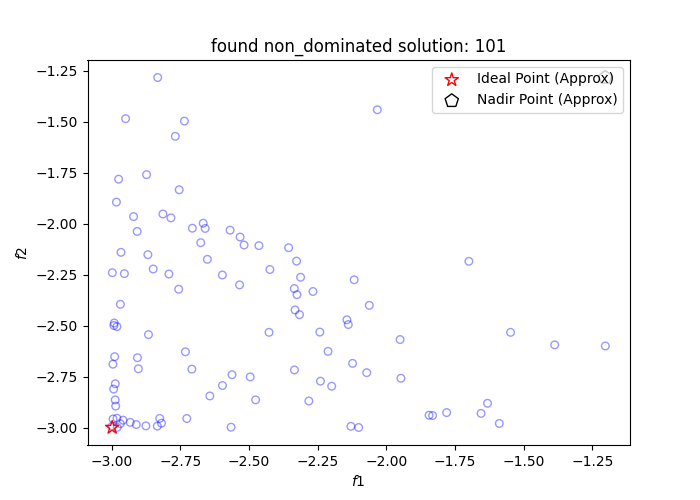 found non_dominated solution: 101
Ideal Point (Approx)
Nadir Point (Approx)
−1.25
−1.50
−1.75
−2.00
−2.25
−2.50
−2.75
−3.00
f2
−3.00 −2.75 −2.50 −2.25 −2.00 −1.75 −1.50 −1.25
f1